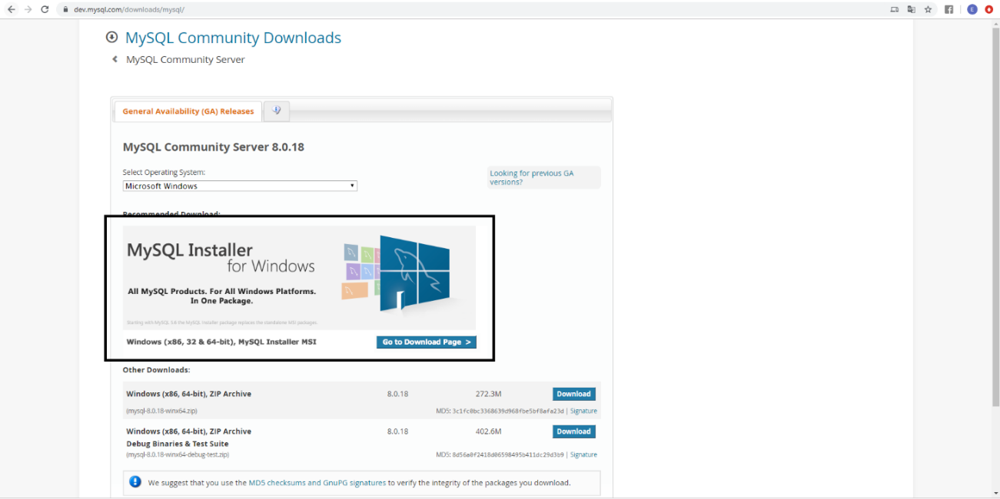 dev.mysql.com/downloads/mysql/
E
MySQL Community Downloads
MySQL Community Server
General Availability (GA) Releases
MySQL Community Server 8.0.18
Select Operating System:
Looking for previous GA
versions?
Microsoft Windows
Recommended Download:
MySQL Installer
for Windows
All MySQL Products. For All Windows Platforms.
In One Package.
Starting with MySQL 5.6 the MySQL Installer package replaces the standalone MSI packages.
Windows (x86, 32 & 64-bit), MySQL Installer MSI
Go to Download Page >
Other Downloads:
Windows (x86, 64-bit), ZIP Archive 8.0.18 272.3M Download
(mysql-8.0.18-winx64.zip) MD5: 3c1fc0bc3368639d968fbe5bf8afa23d | Signature
Windows (x86, 64-bit), ZIP Archive 8.0.18 402.6M Download
Debug Binaries & Test Suite
(mysql-8.0.18-winx64-debug-test.zip) MD5: 8d56a0f2418d06598495b411dc29d3b9 | Signature
We suggest that you use the MD5 checksums and GnuPG signatures to verify the integrity of the packages you download.